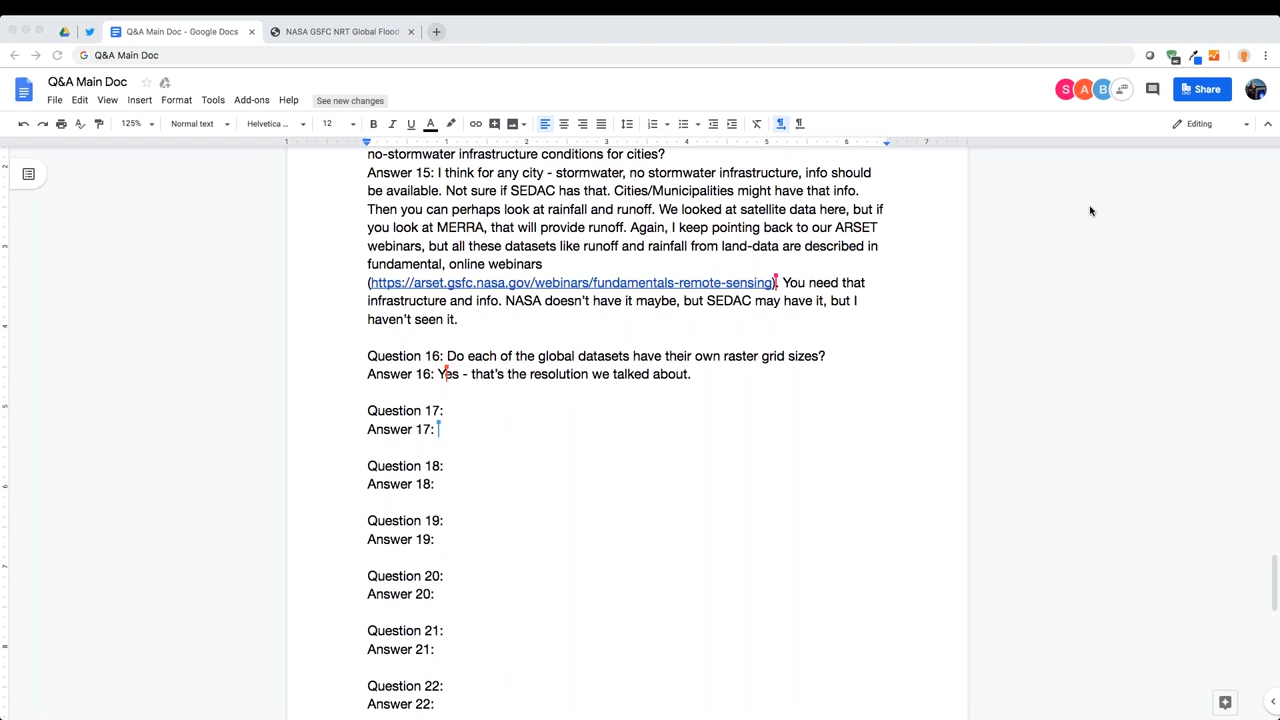 Q&A Main Doc - Google Docs
NASA GSFC NRT Global Flood
Q&A Main Doc
Q&A Main Doc
File Edit View Insert Format Tools Add-ons Help See new changes
S A B
Share
125% Normal text Helvetica ... 12 B I U A
Editing
1 1 2 3 4 5 6 7
no-stormwater infrastructure conditions for cities?
Answer 15: I think for any city - stormwater, no stormwater infrastructure, info should
be available. Not sure if SEDAC has that. Cities/Municipalities might have that info.
Then you can perhaps look at rainfall and runoff. We looked at satellite data here, but if
you look at MERRA, that will provide runoff. Again, I keep pointing back to our ARSET
webinars, but all these datasets like runoff and rainfall from land-data are described in
fundamental, online webinars
(https://arset.gsfc.nasa.gov/webinars/fundamentals-remote-sensing). You need that
infrastructure and info. NASA doesn't have it maybe, but SEDAC may have it, but I
haven't seen it.
Question 16: Do each of the global datasets have their own raster grid sizes?
Answer 16: Yes - that's the resolution we talked about.
Question 17:
Answer 17:
Question 18:
Answer 18:
Question 19:
Answer 19:
Question 20:
Answer 20:
Question 21:
Answer 21:
Question 22:
Answer 22: